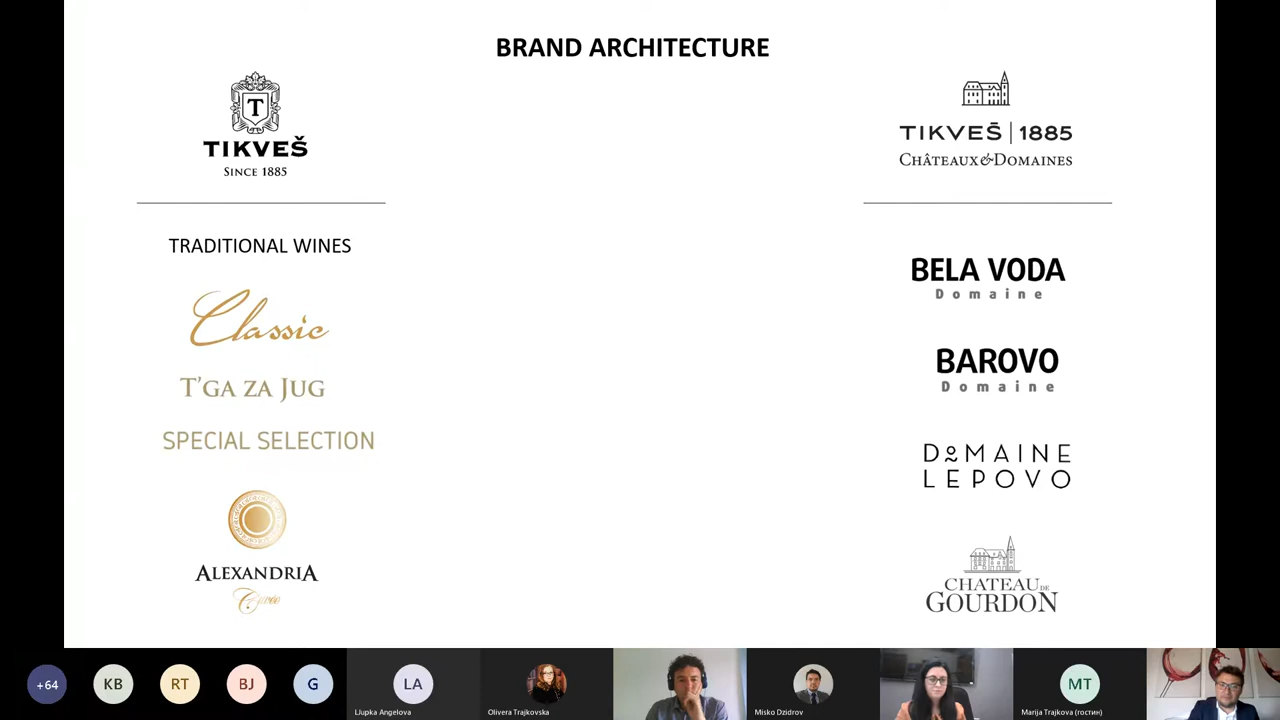 BRAND ARCHITECTURE
T
TIKVEŠ
SINCE 1885
TRADITIONAL WINES
Classic
T'GA ZA JUG
SPECIAL SELECTION
ALEXANDRIA
Cuvee
TIKVEŠ | 1885
CHÂTEAUX & DOMAINES
BELA VODA
Domaine
BAROVO
Domaine
DOMAINE
LEPOVO
CHATEAU DE
GOURDON
+64
KB
RT
BJ
G
LA
Ljupka Angelova
Olivera Trajkovska
Misko Dzidrov
MT
Marija Trajkova (гостин)